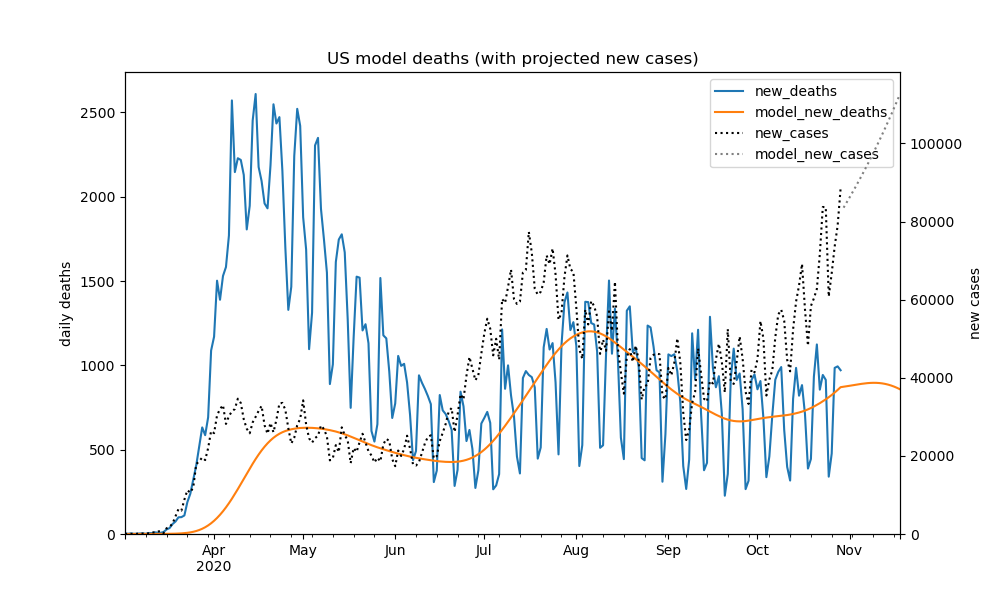 US model deaths (with projected new cases)
new_deaths
model_new_deaths
new_cases
model_new_cases
daily deaths
2500
2000
1500
1000
500
0
100000
80000
60000
40000
20000
0
new cases
Apr May Jun Jul Aug Sep Oct Nov
2020